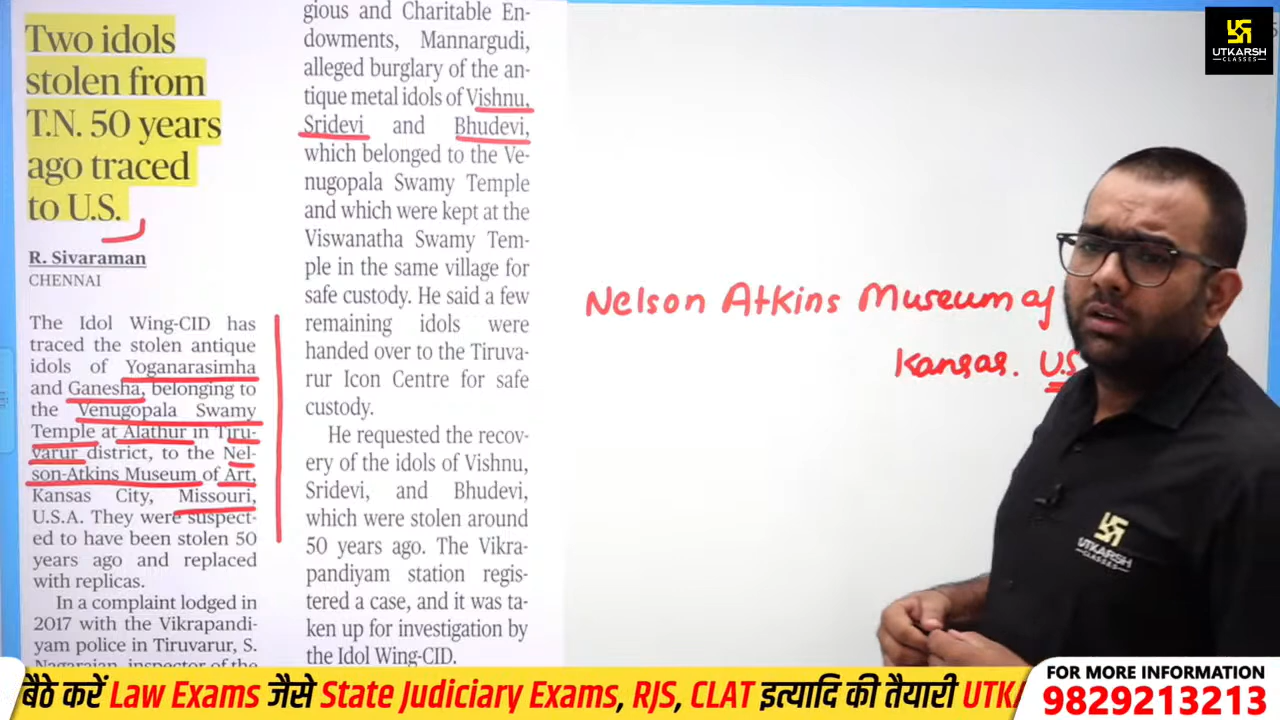 Two idols
stolen from
T.N. 50 years
ago traced
to U.S.
R. Sivaraman
CHENNAI
The Idol Wing-CID has
traced the stolen antique
idols of Yoganarasimha
and Ganesha, belonging to
the Venugopala Swamy
Temple at Alathur in Tiru-
varur district, to the Nel-
son-Atkins Museum of Art,
Kansas City, Missouri,
U.S.A. They were suspect-
ed to have been stolen 50
years ago and replaced
with replicas.
In a complaint lodged in
2017 with the Vikrapandi-
yam police in Tiruvarur, S.
Nagarajan, inspector of the
gious and Charitable En-
dowments, Mannargudi,
alleged burglary of the an-
tique metal idols of Vishnu,
Sridevi and Bhudevi,
which belonged to the Ve-
nugopala Swamy Temple
and which were kept at the
Viswanatha Swamy Tem-
ple in the same village for
safe custody. He said a few
remaining idols were
handed over to the Tiruva-
rur Icon Centre for safe
custody.
He requested the recov-
ery of the idols of Vishnu,
Sridevi, and Bhudevi,
which were stolen around
50 years ago. The Vikra-
pandiyam station regis-
tered a case, and it was ta-
ken up for investigation by
the Idol Wing-CID.
Nelson Atkins Museum of
Kansas. U.S
UTKARSH
CLASSES
UTKARSH
CLASSES
बैठे करें Law Exams जैसे State Judiciary Exams, RJS, CLAT इत्यादि की तैयारी
FOR MORE INFORMATION
9829213213